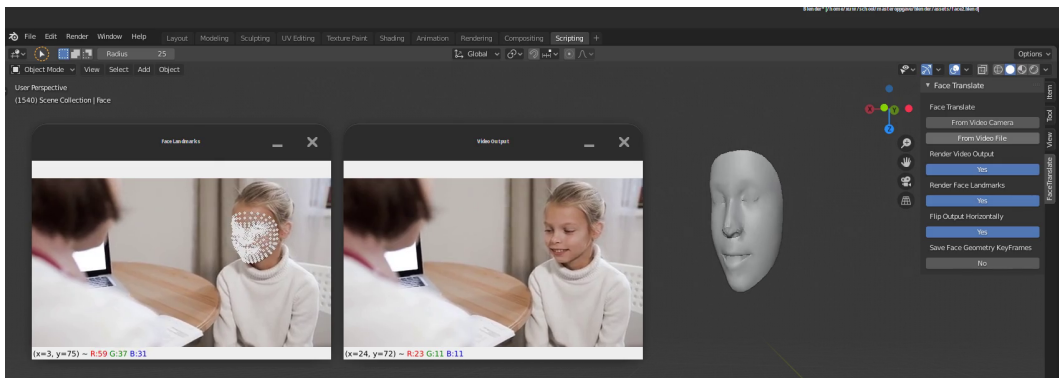 File Edit Render Window Help Layout Modeling Sculpting UV Editing Texture Paint Shading Animation Rendering Compositing Scripting +
Radius 25 Global Options
Object Mode View Select Add Object
User Perspective
(1540) Scene Collection | Face
Face Landmarks
Video Output
(x=3, y=75) ~ R:59 G:37 B:31
(x=24, y=72) ~ R:23 G:11 B:11
X
Y
Z
Face Translate
Face Translate
From Video Camera
From Video File
Render Video Output
Yes
Render Face Landmarks
Yes
Flip Output Horizontally
Yes
Save Face Geometry KeyFrames
No
Item
Tool
View
FaceTranslate